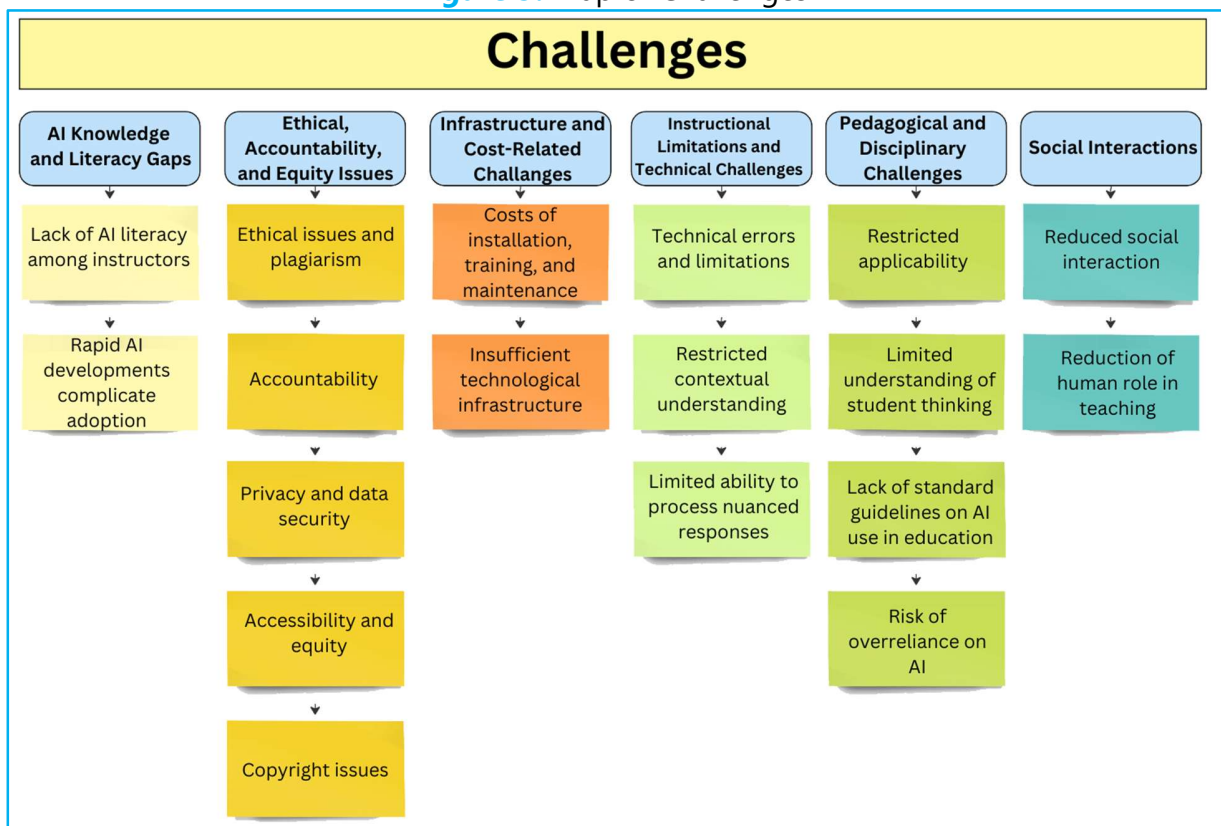 Challenges
AI Knowledge
and Literacy Gaps
Lack of AI literacy
among instructors
Rapid AI
developments
complicate
adoption
Ethical,
Accountability,
and Equity Issues
Ethical issues and
plagiarism
Accountability
Privacy and data
security
Accessibility and
equity
Copyright issues
Infrastructure and
Cost-Related
Challanges
Costs of
installation,
training, and
maintenance
Insufficient
technological
infrastructure
Instructional
Limitations and
Technical Challenges
Technical errors
and limitations
Restricted
contextual
understanding
Limited ability to
process nuanced
responses
Pedagogical and
Disciplinary
Challenges
Restricted
applicability
Limited
understanding of
student thinking
Lack of standard
guidelines on AI
use in education
Risk of
overreliance on
AI
Social Interactions
Reduced social
interaction
Reduction of
human role in
teaching